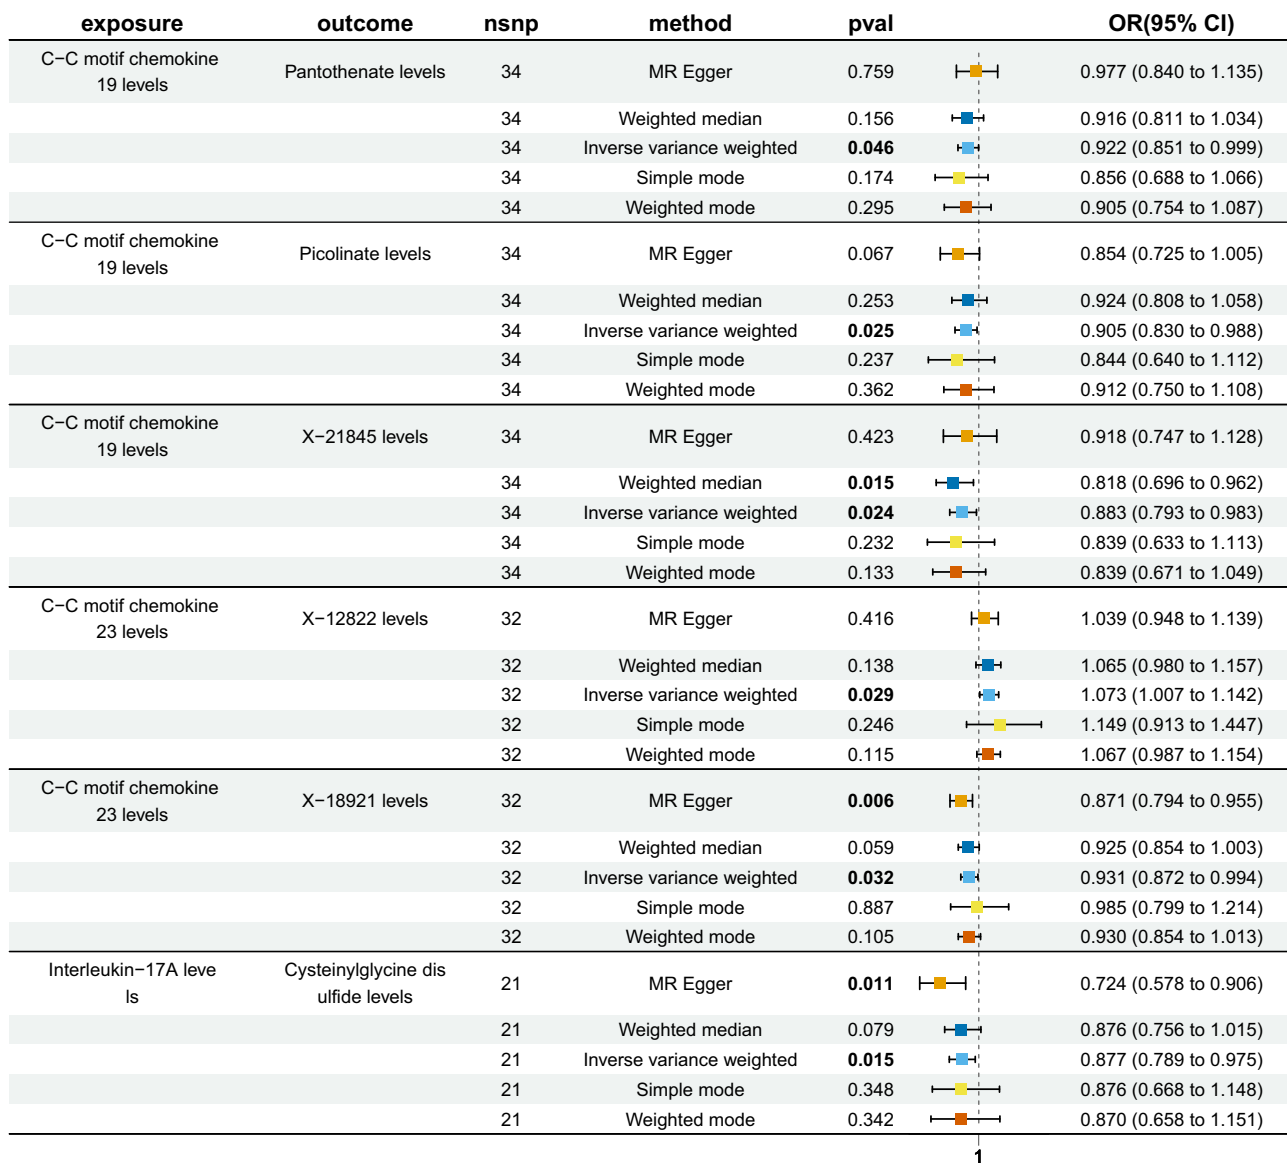 exposure outcome nsnp method pval OR(95% CI)
C−C motif chemokine
19 levels
Pantothenate levels 34 MR Egger 0.759 0.977 (0.840 to 1.135)
34 Weighted median 0.156 0.916 (0.811 to 1.034)
34 Inverse variance weighted 0.046 0.922 (0.851 to 0.999)
34 Simple mode 0.174 0.856 (0.688 to 1.066)
34 Weighted mode 0.295 0.905 (0.754 to 1.087)
C−C motif chemokine
19 levels
Picolinate levels 34 MR Egger 0.067 0.854 (0.725 to 1.005)
34 Weighted median 0.253 0.924 (0.808 to 1.058)
34 Inverse variance weighted 0.025 0.905 (0.830 to 0.988)
34 Simple mode 0.237 0.844 (0.640 to 1.112)
34 Weighted mode 0.362 0.912 (0.750 to 1.108)
C−C motif chemokine
19 levels
X−21845 levels 34 MR Egger 0.423 0.918 (0.747 to 1.128)
34 Weighted median 0.015 0.818 (0.696 to 0.962)
34 Inverse variance weighted 0.024 0.883 (0.793 to 0.983)
34 Simple mode 0.232 0.839 (0.633 to 1.113)
34 Weighted mode 0.133 0.839 (0.671 to 1.049)
C−C motif chemokine
23 levels
X−12822 levels 32 MR Egger 0.416 1.039 (0.948 to 1.139)
32 Weighted median 0.138 1.065 (0.980 to 1.157)
32 Inverse variance weighted 0.029 1.073 (1.007 to 1.142)
32 Simple mode 0.246 1.149 (0.913 to 1.447)
32 Weighted mode 0.115 1.067 (0.987 to 1.154)
C−C motif chemokine
23 levels
X−18921 levels 32 MR Egger 0.006 0.871 (0.794 to 0.955)
32 Weighted median 0.059 0.925 (0.854 to 1.003)
32 Inverse variance weighted 0.032 0.931 (0.872 to 0.994)
32 Simple mode 0.887 0.985 (0.799 to 1.214)
32 Weighted mode 0.105 0.930 (0.854 to 1.013)
Interleukin−17A leve
ls
Cysteinylglycine dis
ulfide levels
21 MR Egger 0.011 0.724 (0.578 to 0.906)
21 Weighted median 0.079 0.876 (0.756 to 1.015)
21 Inverse variance weighted 0.015 0.877 (0.789 to 0.975)
21 Simple mode 0.348 0.876 (0.668 to 1.148)
21 Weighted mode 0.342 0.870 (0.658 to 1.151)
1